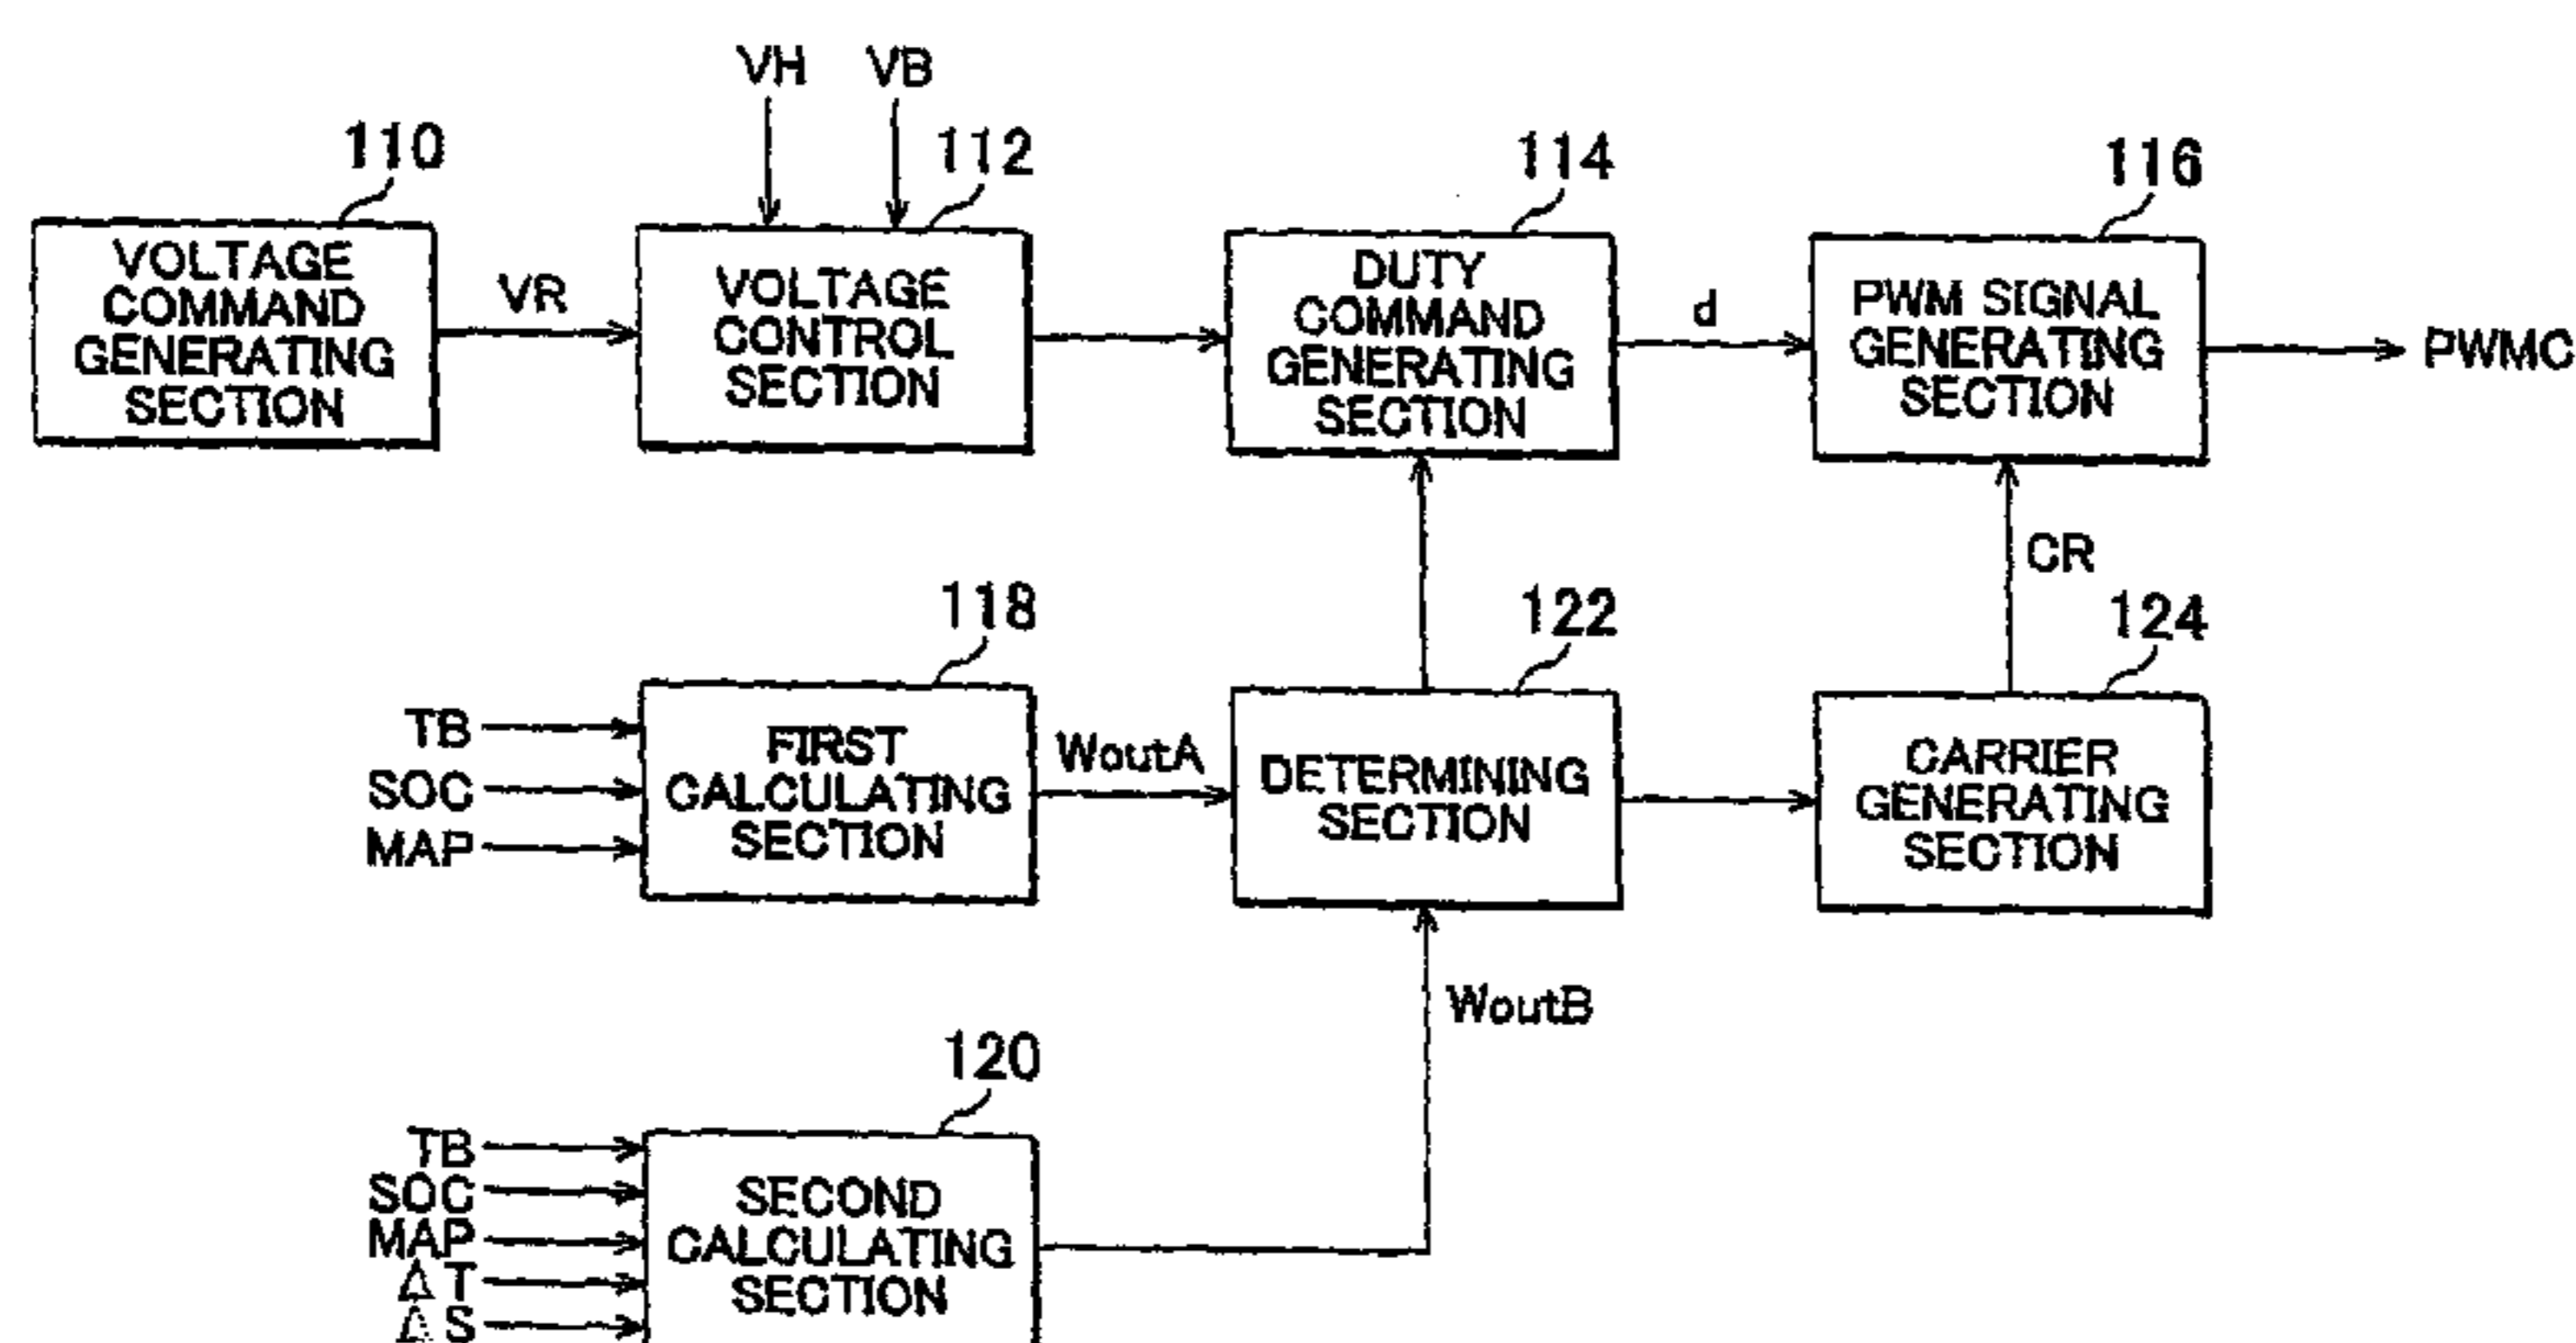 VH VB
110
112
114
116
VOLTAGE
COMMAND
GENERATING
SECTION
VR
VOLTAGE
CONTROL
SECTION
DUTY
COMMAND
GENERATING
SECTION
d
PWM SIGNAL
GENERATING
SECTION
PWMC
CR
118
122
124
TB
SOC
MAP
FIRST
CALCULATING
SECTION
WoutA
DETERMINING
SECTION
CARRIER
GENERATING
SECTION
WoutB
120
TB
SOC
MAP
ΔT
ΔS
SECOND
CALCULATING
SECTION